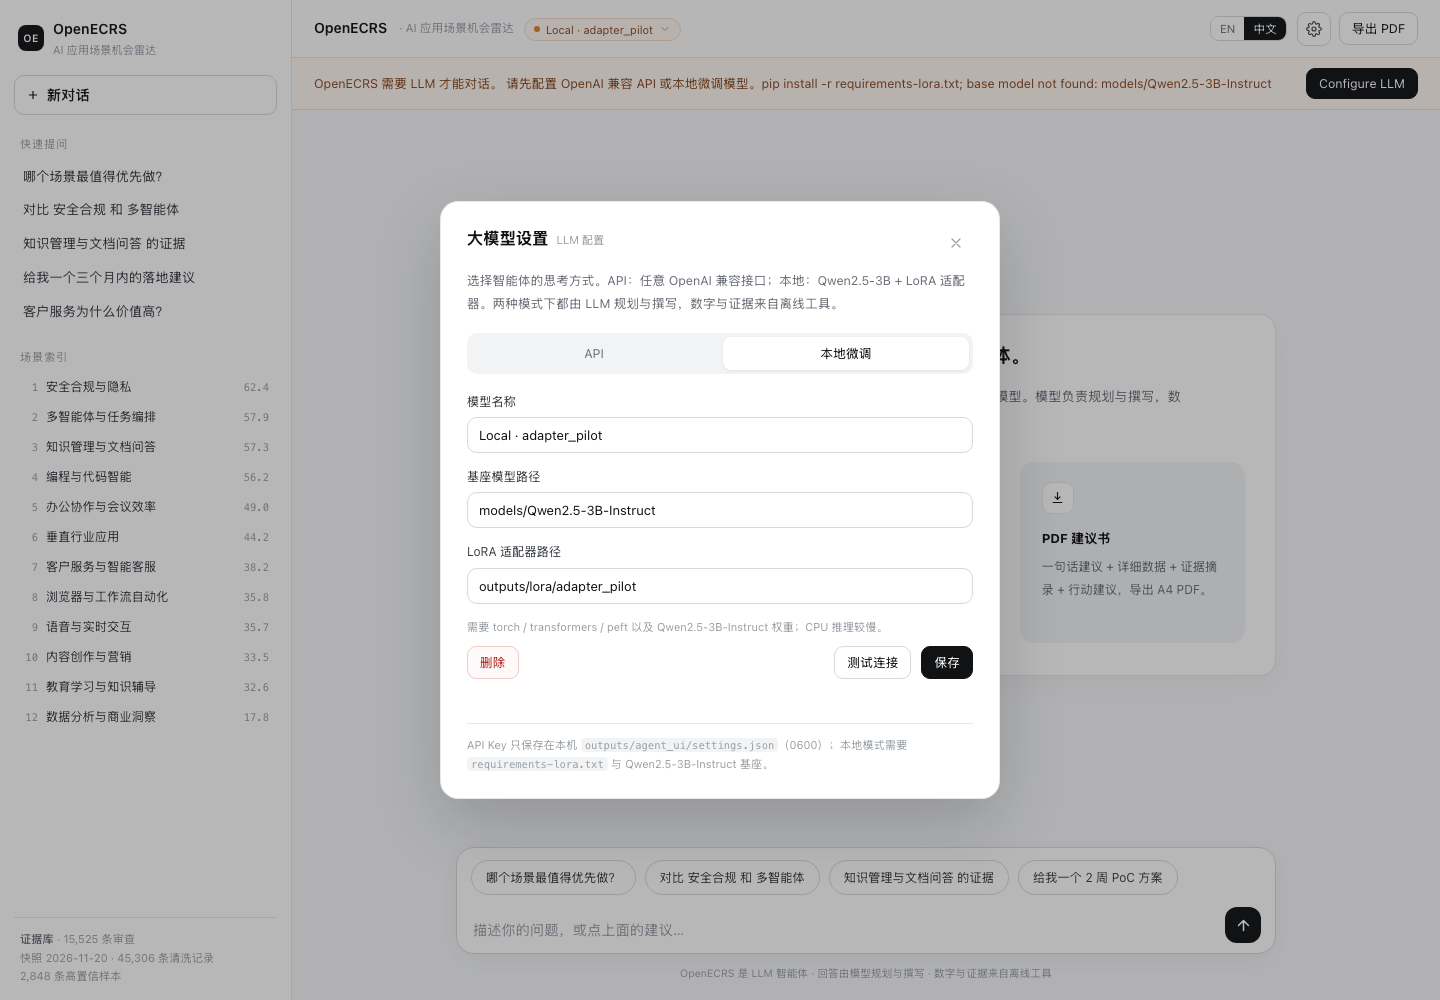 OE
OpenECRS
AI 应用场景机会雷达
+ 新对话
快速提问
哪个场景最值得优先做？
对比 安全合规 和 多智能体
知识管理与文档问答 的证据
给我一个三个月内的落地建议
客户服务为什么价值高？
场景索引
1 安全合规与隐私 62.4
2 多智能体与任务编排 57.9
3 知识管理与文档问答 57.3
4 编程与代码智能 56.2
5 办公协作与会议效率 49.0
6 垂直行业应用 44.2
7 客户服务与智能客服 38.2
8 浏览器与工作流自动化 35.8
9 语音与实时交互 35.7
10 内容创作与营销 33.5
11 教育学习与知识辅导 32.6
12 数据分析与商业洞察 17.8
证据库 · 15,525 条审查
快照 2026-11-20 · 45,306 条清洗记录
2,848 条高置信样本
OpenECRS · AI 应用场景机会雷达 Local · adapter_pilot
EN 中文 导出 PDF
OpenECRS 需要 LLM 才能对话。 请先配置 OpenAI 兼容 API 或本地微调模型。pip install -r requirements-lora.txt; base model not found: models/Qwen2.5-3B-Instruct
Configure LLM
大模型设置 LLM 配置
选择智能体的思考方式。API：任意 OpenAI 兼容接口；本地：Qwen2.5-3B + LoRA 适配
器。两种模式下都由 LLM 规划与撰写，数字与证据来自离线工具。
API 本地微调
模型名称
Local · adapter_pilot
基座模型路径
models/Qwen2.5-3B-Instruct
LoRA 适配器路径
outputs/lora/adapter_pilot
需要 torch / transformers / peft 以及 Qwen2.5-3B-Instruct 权重；CPU 推理较慢。
删除 测试连接 保存
API Key 只保存在本机 outputs/agent_ui/settings.json （0600）；本地模式需要
requirements-lora.txt 与 Qwen2.5-3B-Instruct 基座。
体。
模型。模型负责规划与撰写，数
PDF 建议书
一句话建议 + 详细数据 + 证据摘
录 + 行动建议，导出 A4 PDF。
哪个场景最值得优先做？ 对比 安全合规 和 多智能体 知识管理与文档问答 的证据 给我一个 2 周 PoC 方案
描述你的问题，或点上面的建议…
OpenECRS 是 LLM 智能体 · 回答由模型规划与撰写 · 数字与证据来自离线工具